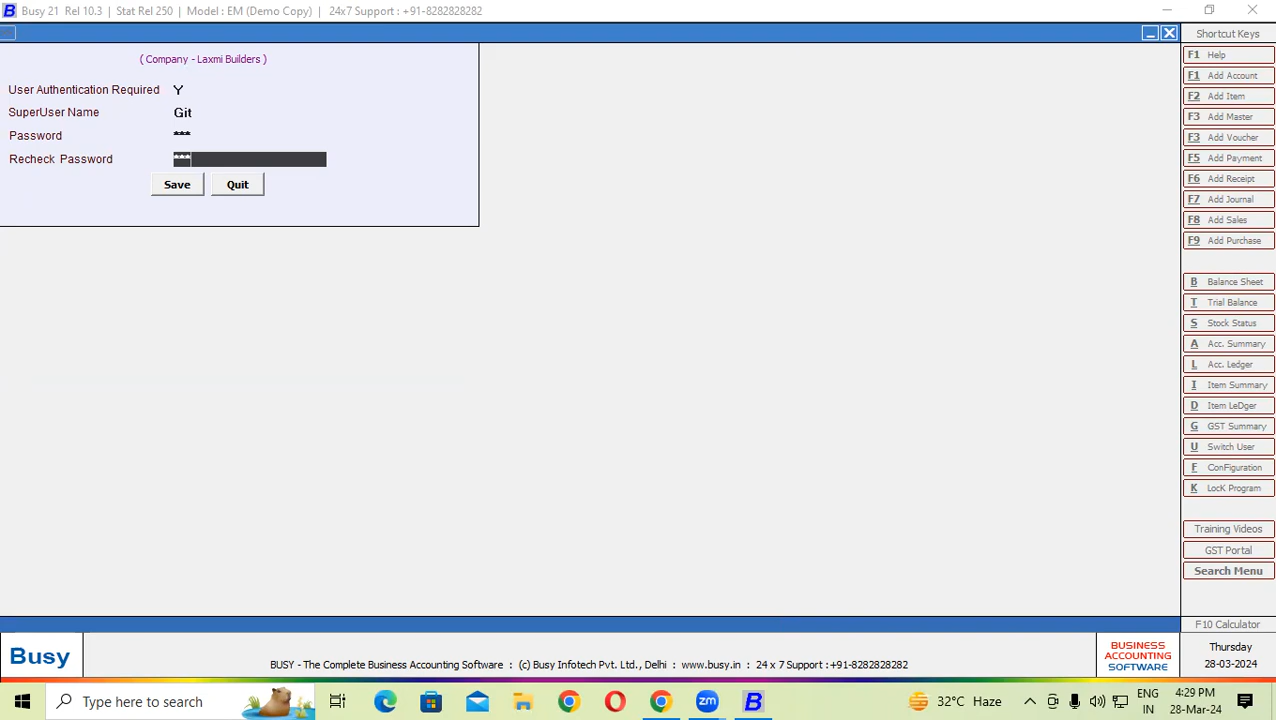 Busy 21 Rel 10.3 | Stat Rel 250 | Model : EM (Demo Copy) | 24x7 Support : +91-8282828282
( Company - Laxmi Builders )
User Authentication Required Y
SuperUser Name Git
Password ***
Recheck Password ***
Save Quit
Shortcut Keys
F1 Help
F1 Add Account
F2 Add Item
F3 Add Master
F3 Add Voucher
F5 Add Payment
F6 Add Receipt
F7 Add Journal
F8 Add Sales
F9 Add Purchase
B Balance Sheet
T Trial Balance
S Stock Status
A Acc. Summary
L Acc. Ledger
I Item Summary
D Item LeDger
G GST Summary
U Switch User
F ConFiguration
K LocK Program
Training Videos
GST Portal
Search Menu
F10 Calculator
Busy
BUSY - The Complete Business Accounting Software : (c) Busy Infotech Pvt. Ltd., Delhi : www.busy.in : 24 x 7 Support :+91-8282828282
BUSINESS
ACCOUNTING
SOFTWARE
Thursday
28-03-2024
Type here to search
32°C Haze
ENG
IN
4:29 PM
28-Mar-24